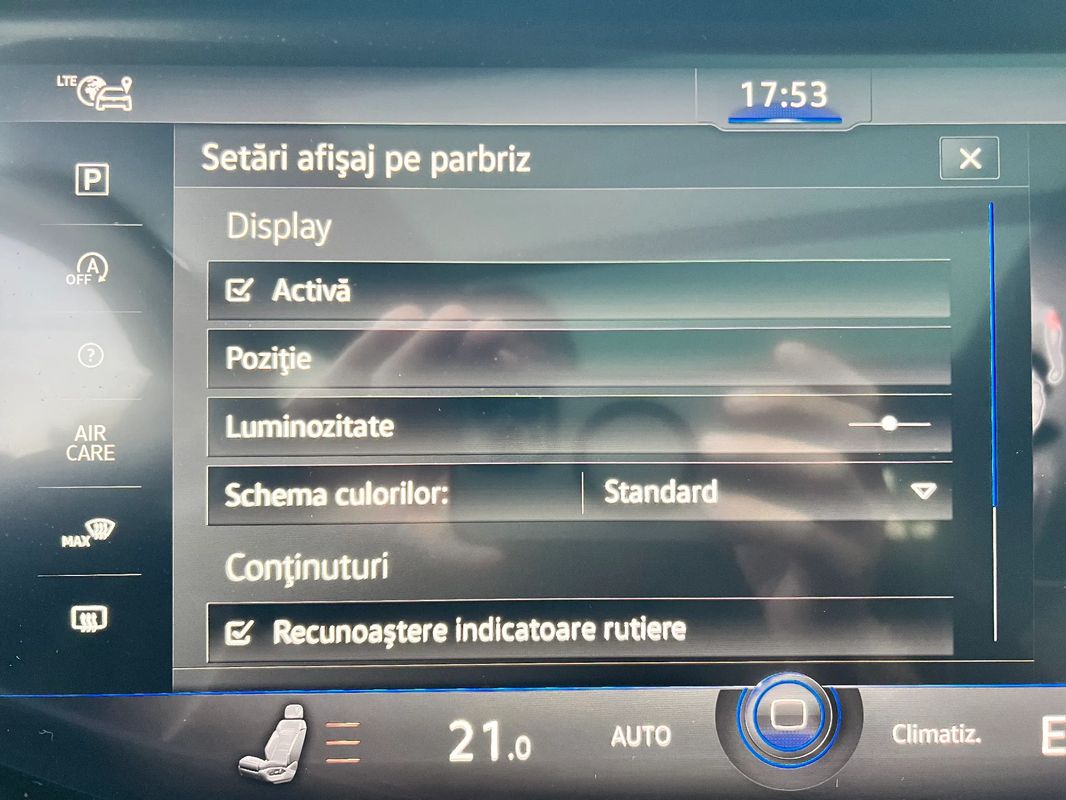 LTE
17:53
Setări afişaj pe parbriz
P
Display
A
OFF
Activă
?
Poziţie
Luminozitate
AIR
CARE
Schema culorilor:
Standard
MAX
Conţinuturi
Recunoaştere indicatoare rutiere
21.0
AUTO
Climatiz.